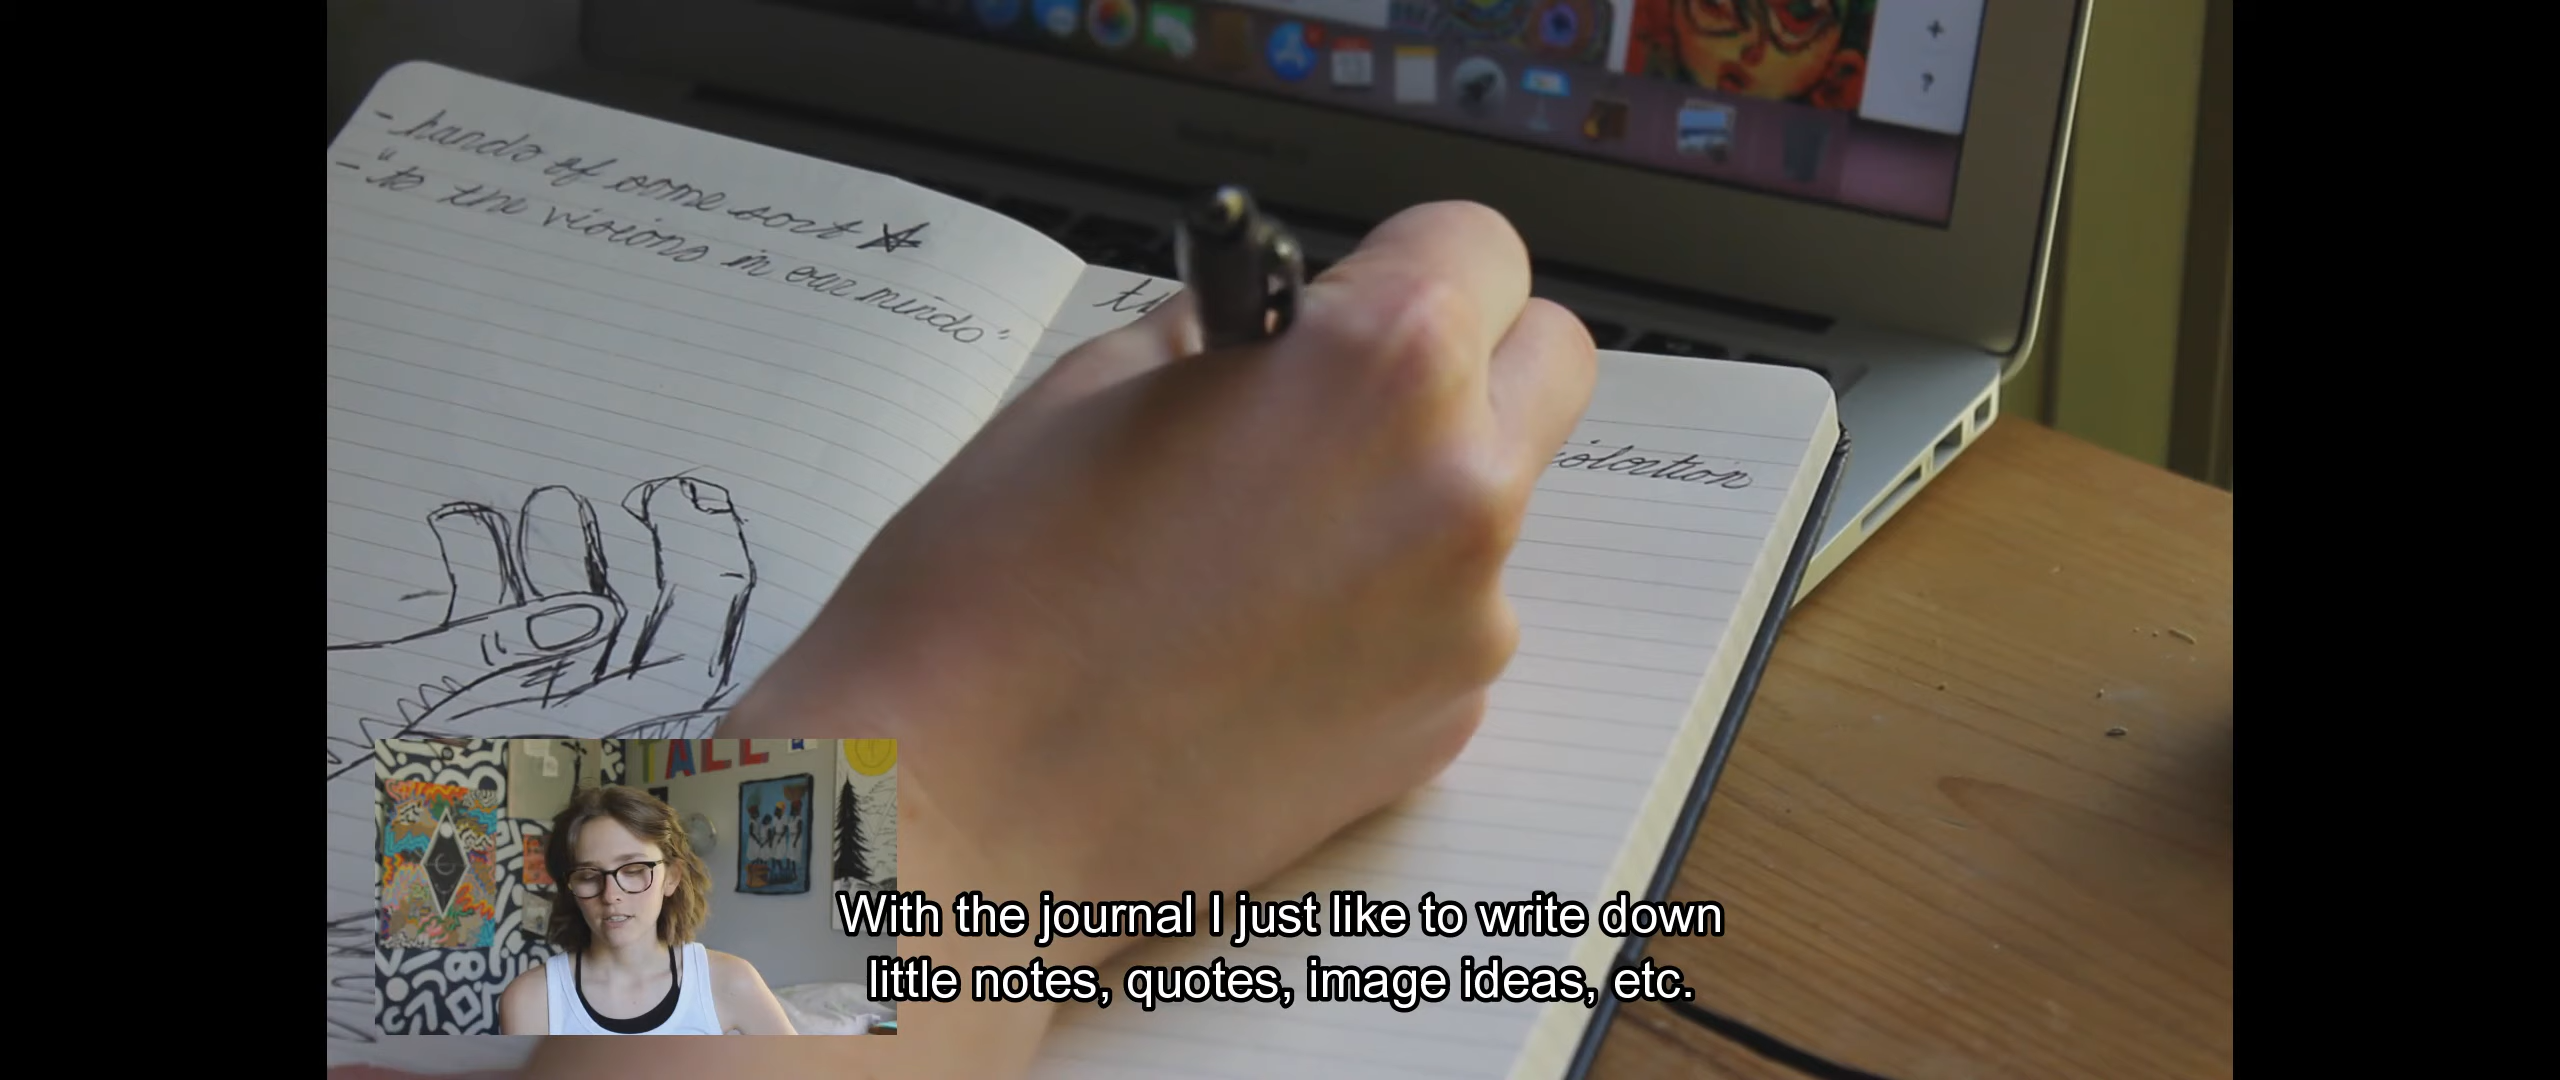 - hands of some sort
- "to the visions in our minds"
TALL
With the journal I just like to write down
little notes, quotes, image ideas, etc.